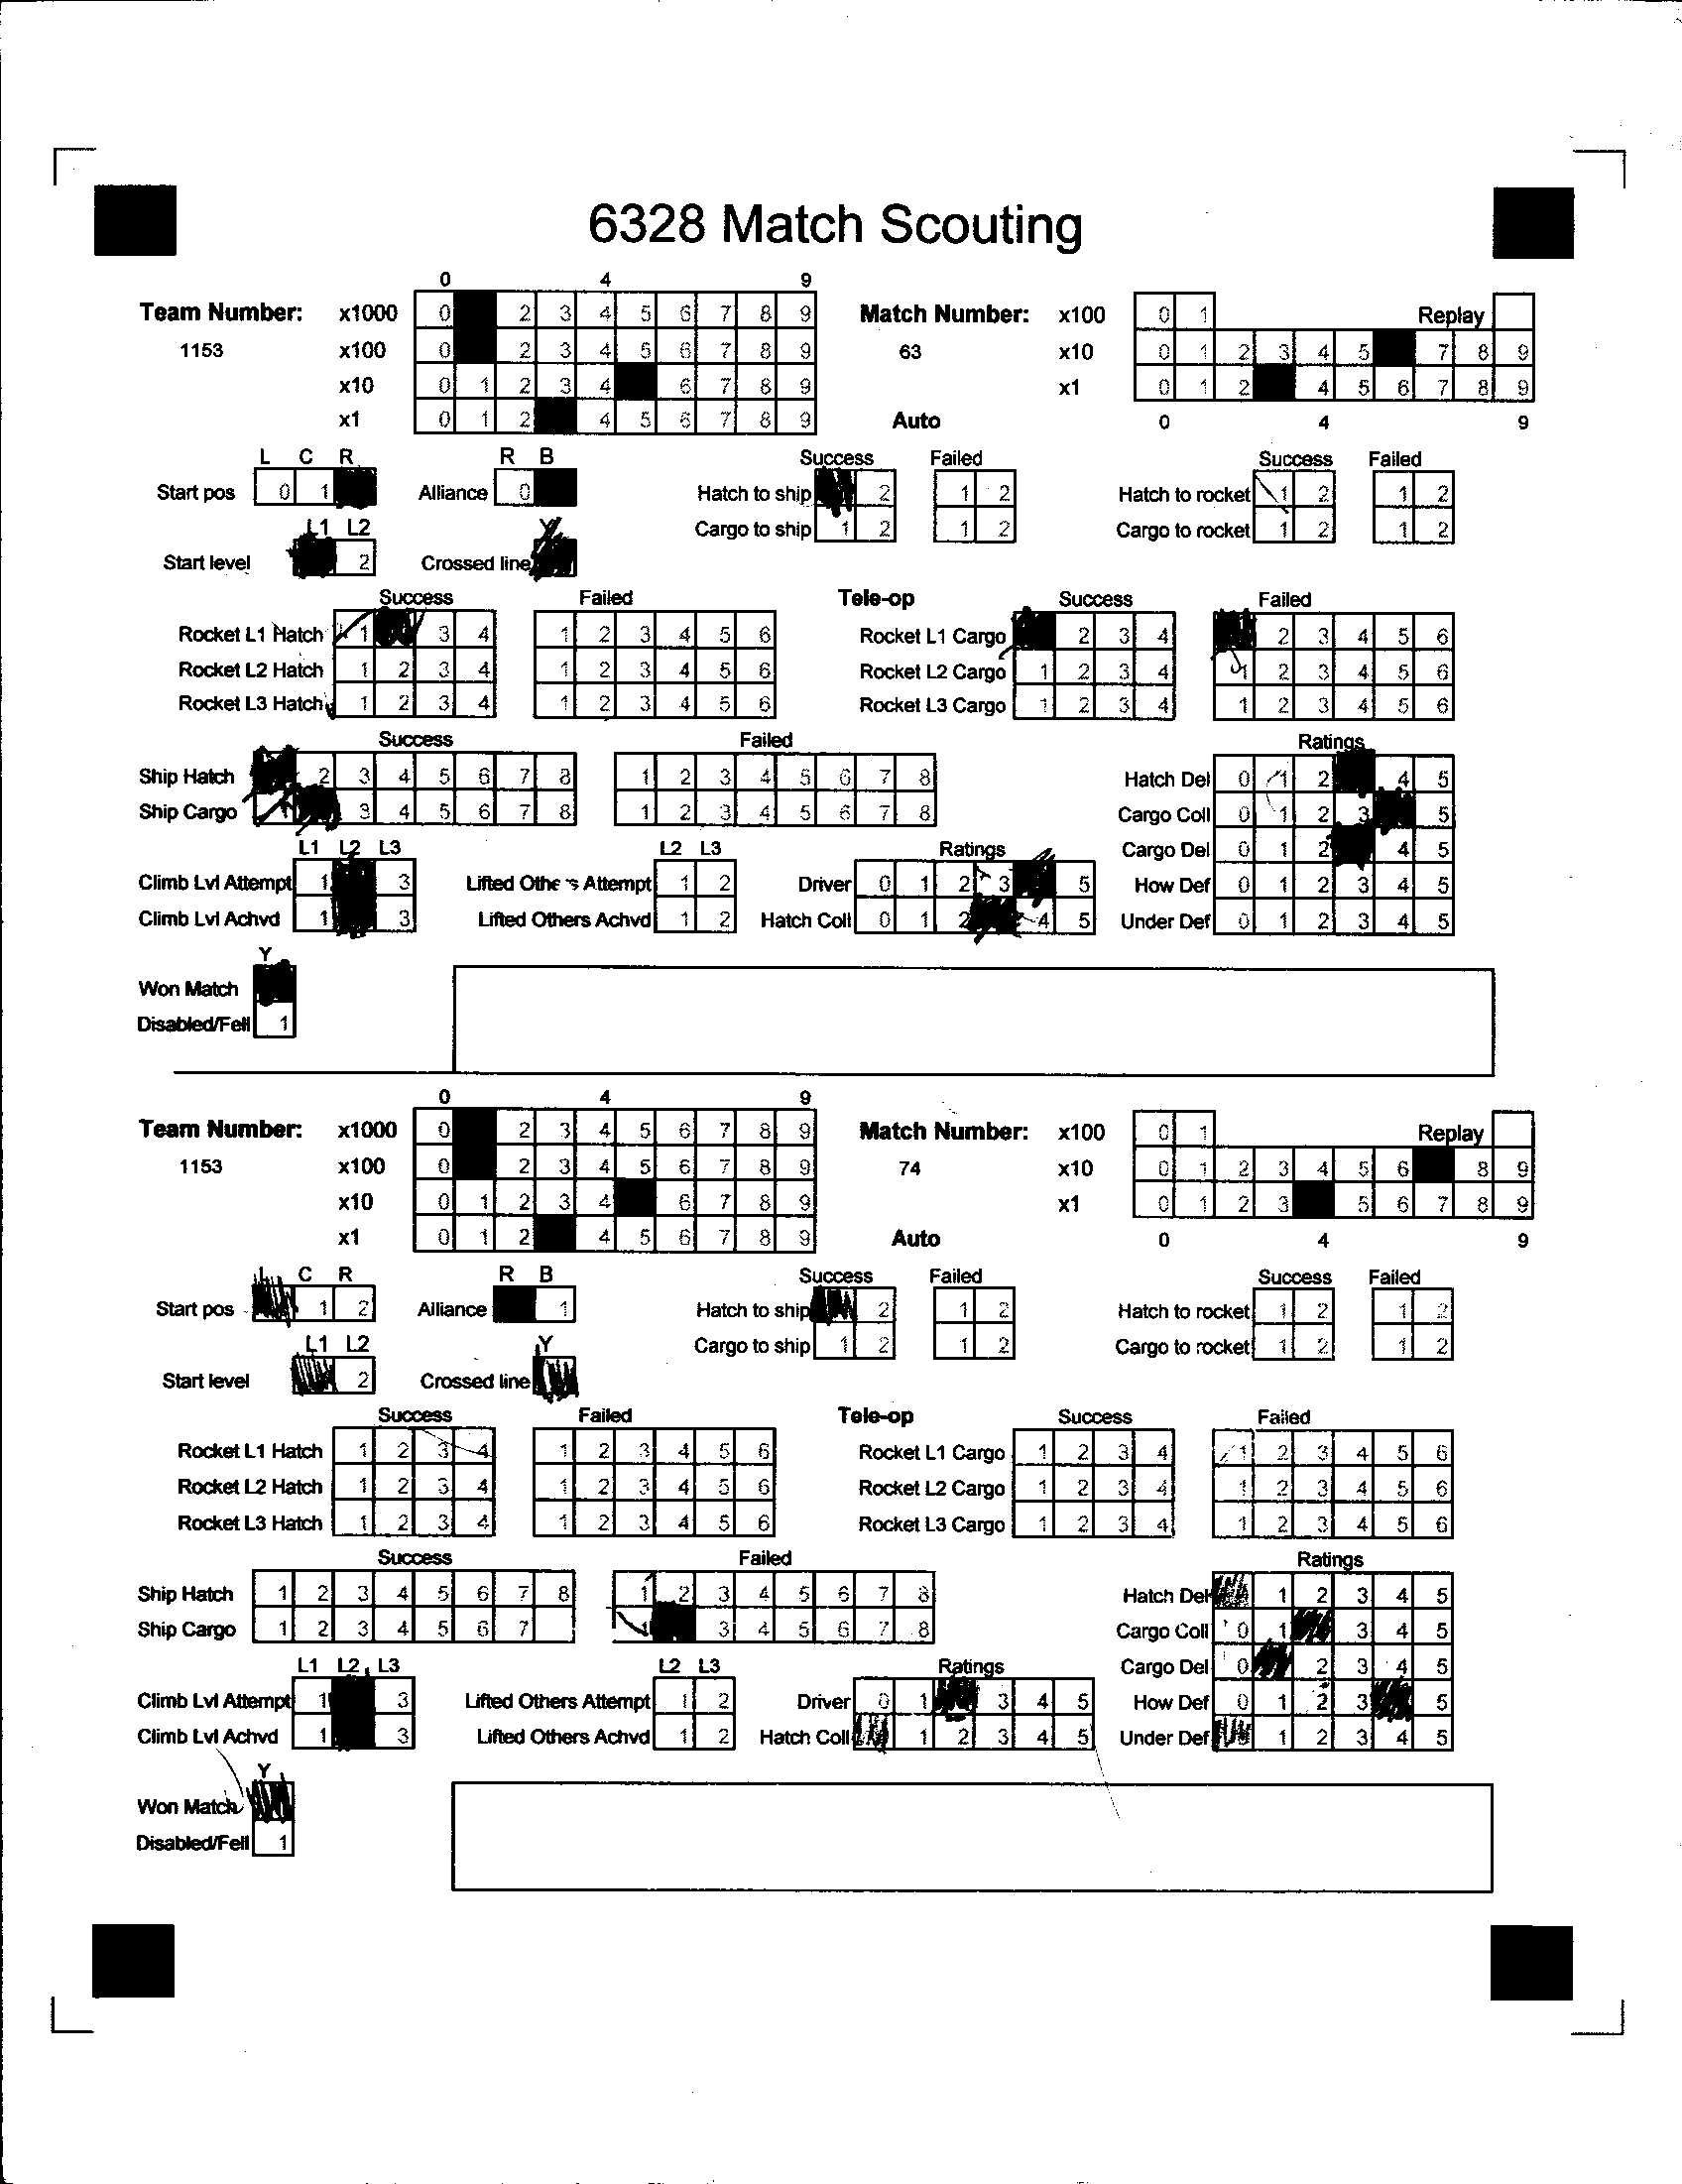 6328 Match Scouting
0 4 9
Team Number: x1000 0 2 3 4 5 6 7 8 9 Match Number: x100 0 1 Replay
1153 x100 0 2 3 4 5 6 7 8 9 63 x10 0 1 2 3 4 5 7 8 9
x10 0 1 2 3 4 6 7 8 9 x1 0 1 2 4 5 6 7 8 9
x1 0 1 2 4 5 6 7 8 9 Auto 0 4 9
L C R R B Success Failed Success Failed
Start pos 0 1 Alliance 0 Hatch to ship 2 1 2 Hatch to rocket 1 2 1 2
L1 L2 Y Cargo to ship 1 2 1 2 Cargo to rocket 1 2 1 2
Start level 2 Crossed line
Success Failed Tele-op Success Failed
Rocket L1 Hatch 1 3 4 1 2 3 4 5 6 Rocket L1 Cargo 2 3 4 2 3 4 5 6
Rocket L2 Hatch 1 2 3 4 1 2 3 4 5 6 Rocket L2 Cargo 1 2 3 4 1 2 3 4 5 6
Rocket L3 Hatch 1 2 3 4 1 2 3 4 5 6 Rocket L3 Cargo 1 2 3 4 1 2 3 4 5 6
Success Failed Ratings
Ship Hatch 2 3 4 5 6 7 8 1 2 3 4 5 6 7 8 Hatch Del 0 1 2 4 5
Ship Cargo 3 4 5 6 7 8 1 2 3 4 5 6 7 8 Cargo Coll 0 1 2 3 5
L1 L2 L3 L2 L3 Ratings Cargo Del 0 1 2 4 5
Climb Lvl Attempt 1 3 Lifted Others Attempt 1 2 Driver 0 1 2 3 5 How Def 0 1 2 3 4 5
Climb Lvl Achvd 1 3 Lifted Others Achvd 1 2 Hatch Coll 0 1 2 4 5 Under Def 0 1 2 3 4 5
Y
Won Match
Disabled/Fell 1
0 4 9
Team Number: x1000 0 2 3 4 5 6 7 8 9 Match Number: x100 0 1 Replay
1153 x100 0 2 3 4 5 6 7 8 9 74 x10 0 1 2 3 4 5 6 8 9
x10 0 1 2 3 4 6 7 8 9 x1 0 1 2 3 5 6 7 8 9
x1 0 1 2 4 5 6 7 8 9 Auto 0 4 9
L C R R B Success Failed Success Failed
Start pos 1 2 Alliance 1 Hatch to ship 2 1 2 Hatch to rocket 1 2 1 2
L1 L2 Y Cargo to ship 1 2 1 2 Cargo to rocket 1 2 1 2
Start level 2 Crossed line
Success Failed Tele-op Success Failed
Rocket L1 Hatch 1 2 3 4 1 2 3 4 5 6 Rocket L1 Cargo 1 2 3 4 1 2 3 4 5 6
Rocket L2 Hatch 1 2 3 4 1 2 3 4 5 6 Rocket L2 Cargo 1 2 3 4 1 2 3 4 5 6
Rocket L3 Hatch 1 2 3 4 1 2 3 4 5 6 Rocket L3 Cargo 1 2 3 4 1 2 3 4 5 6
Success Failed Ratings
Ship Hatch 1 2 3 4 5 6 7 8 1 2 3 4 5 6 7 8 Hatch Del 1 2 3 4 5
Ship Cargo 1 2 3 4 5 6 7 1 3 4 5 6 7 8 Cargo Coll 0 1 3 4 5
L1 L2 L3 L2 L3 Ratings Cargo Del 0 2 3 4 5
Climb Lvl Attempt 1 3 Lifted Others Attempt 1 2 Driver 0 1 3 4 5 How Def 0 1 2 3 5
Climb Lvl Achvd 1 3 Lifted Others Achvd 1 2 Hatch Coll 1 2 3 4 5 Under Def 1 2 3 4 5
Y
Won Match
Disabled/Fell 1